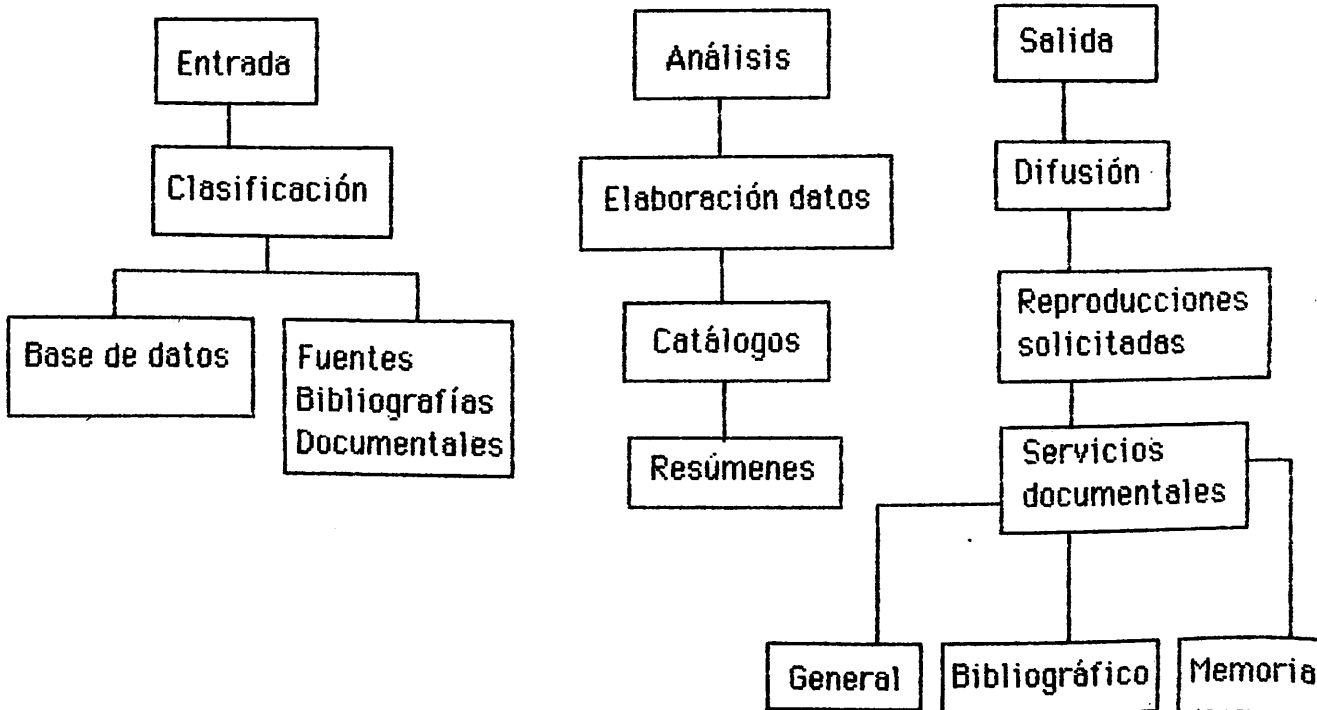 Entrada
Clasificación
Base de datos
Fuentes
Bibliografías
Documentales
Análisis
Elaboración datos
Catálogos
Resúmenes
Salida
Difusión
Reproducciones
solicitadas
Servicios
documentales
General
Bibliográfico
Memoria